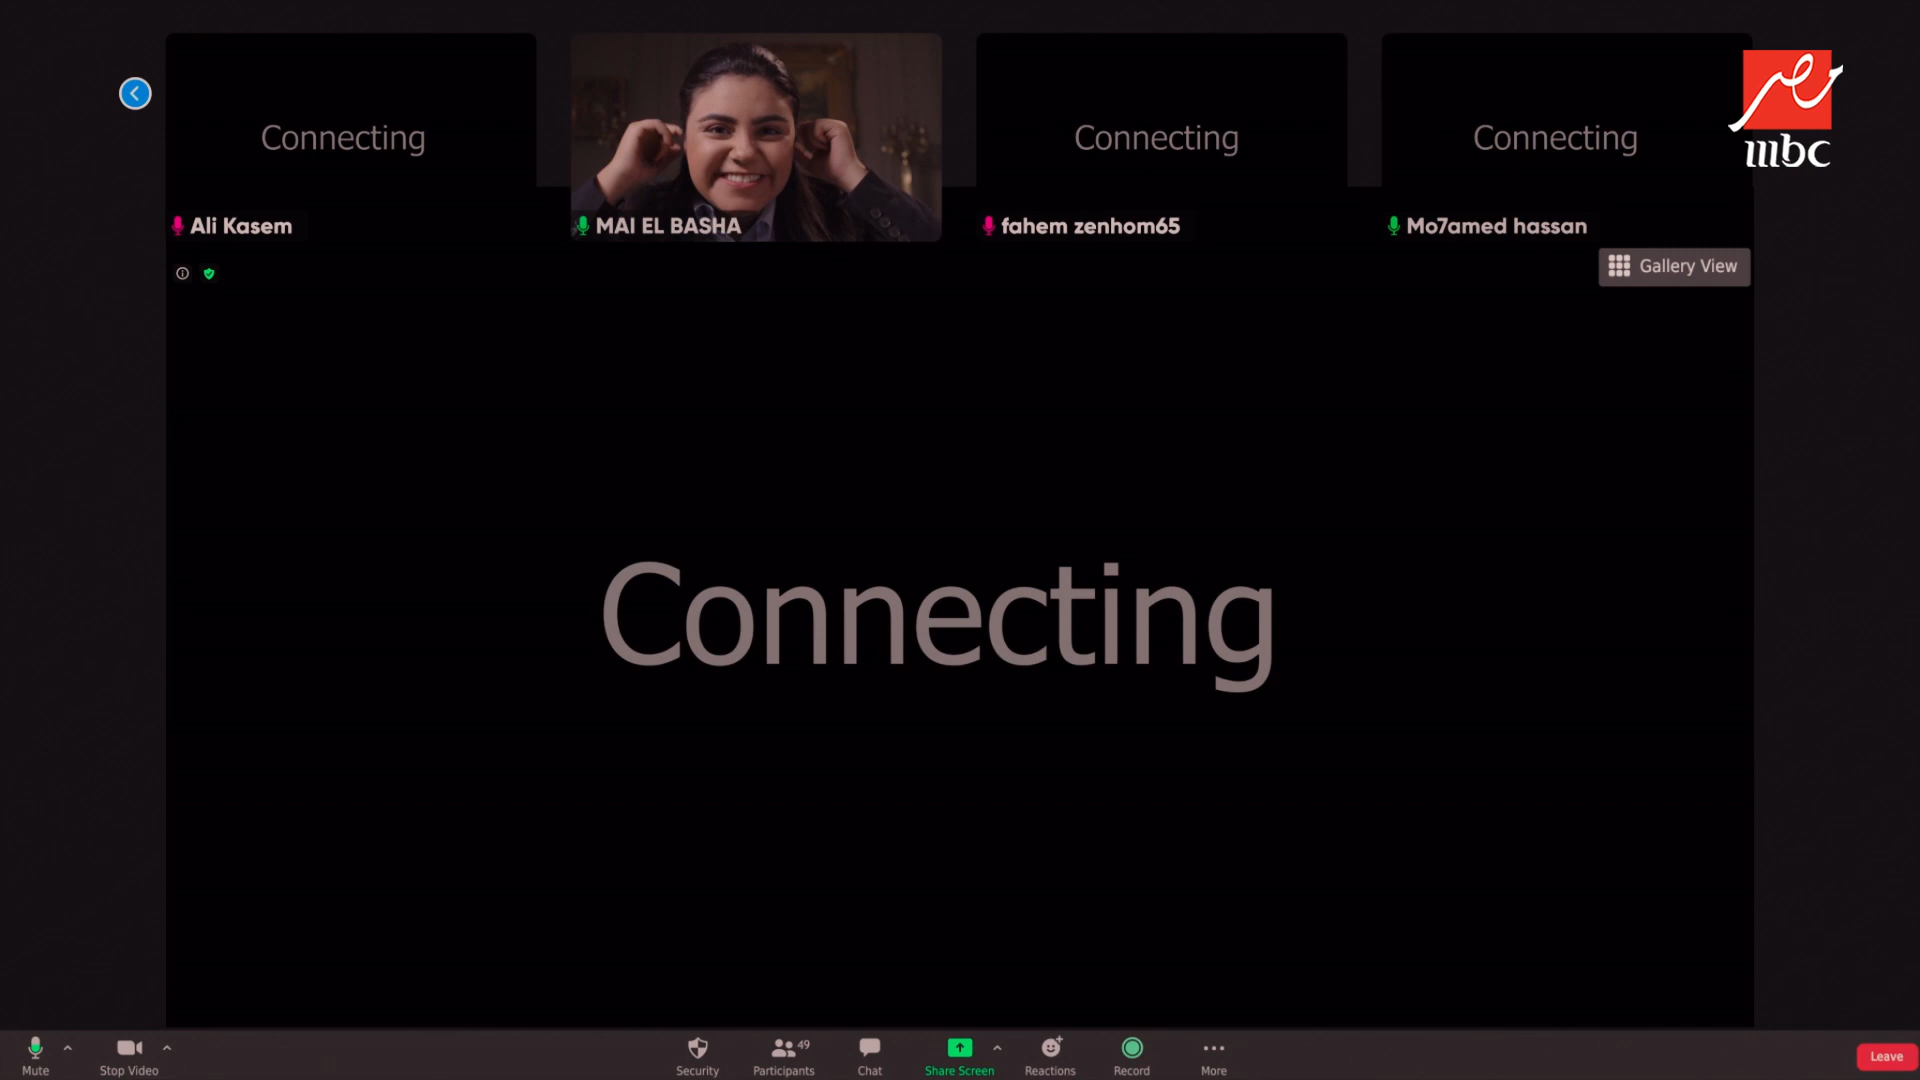 Connecting
Connecting
Connecting
مصر
mbc
Ali Kasem
MAI EL BASHA
fahem zenhom65
Mo7amed hassan
Gallery View
Connecting
Mute
Stop Video
Security
49
Participants
Chat
Share Screen
Reactions
Record
More
Leave